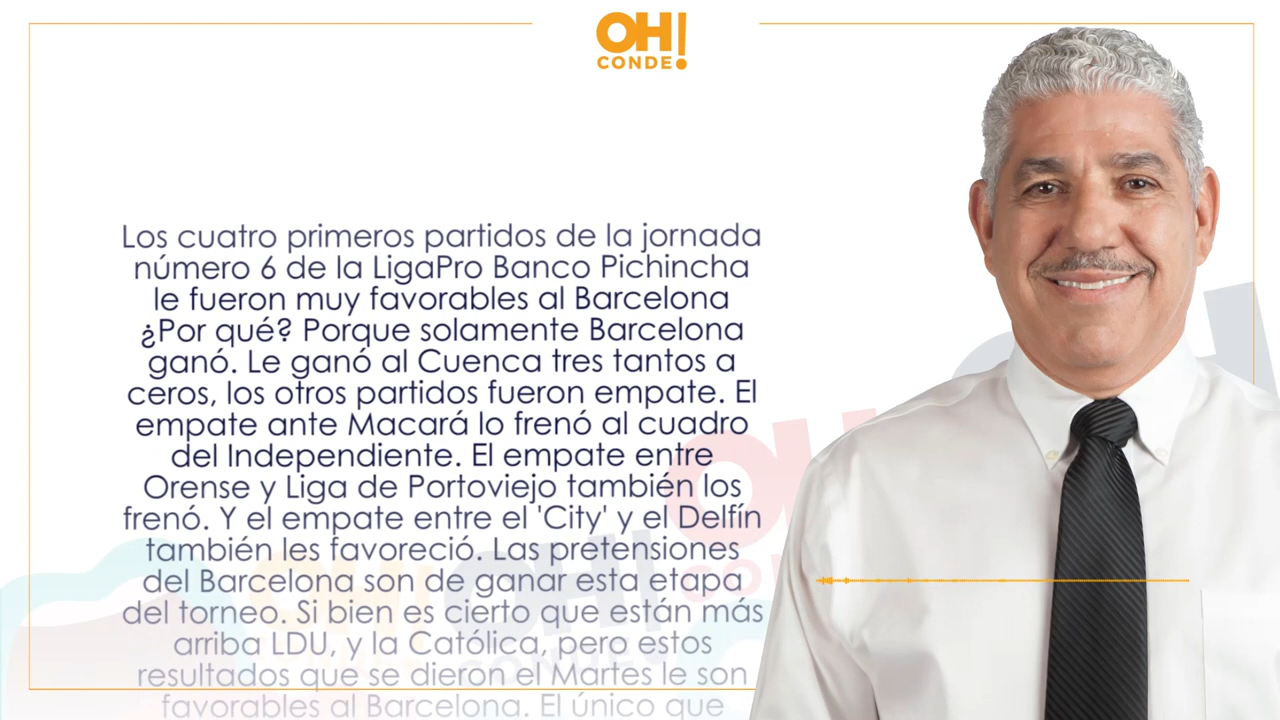 OH!
CONDE
Los cuatro primeros partidos de la jornada
número 6 de la LigaPro Banco Pichincha
le fueron muy favorables al Barcelona
¿Por qué? Porque solamente Barcelona
ganó. Le ganó al Cuenca tres tantos a
ceros, los otros partidos fueron empate. El
empate ante Macará lo frenó al cuadro
del Independiente. El empate entre
Orense y Liga de Portoviejo también los
frenó. Y el empate entre el 'City' y el Delfín
también les favoreció. Las pretensiones
del Barcelona son de ganar esta etapa
del torneo. Si bien es cierto que están más
arriba LDU, y la Católica, pero estos
resultados que se dieron el Martes le son
favorables al Barcelona. El único que